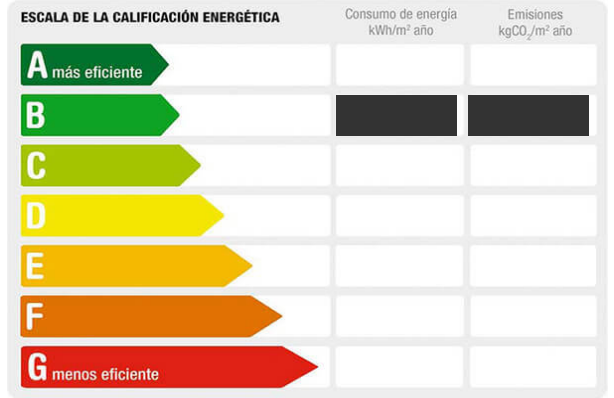 ESCALA DE LA CALIFICACIÓN ENERGÉTICA
Consumo de energía
kWh/m² año
Emisiones
kgCO₂/m² año
A más eficiente
B
C
D
E
F
G menos eficiente